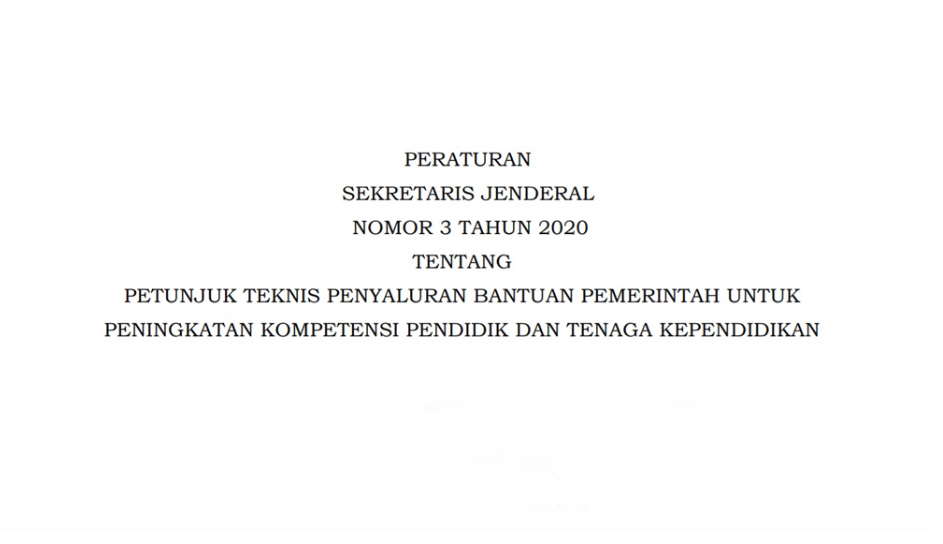 PERATURAN
SEKRETARIS JENDERAL
NOMOR 3 TAHUN 2020
TENTANG
PETUNJUK TEKNIS PENYALURAN BANTUAN PEMERINTAH UNTUK
PENINGKATAN KOMPETENSI PENDIDIK DAN TENAGA KEPENDIDIKAN